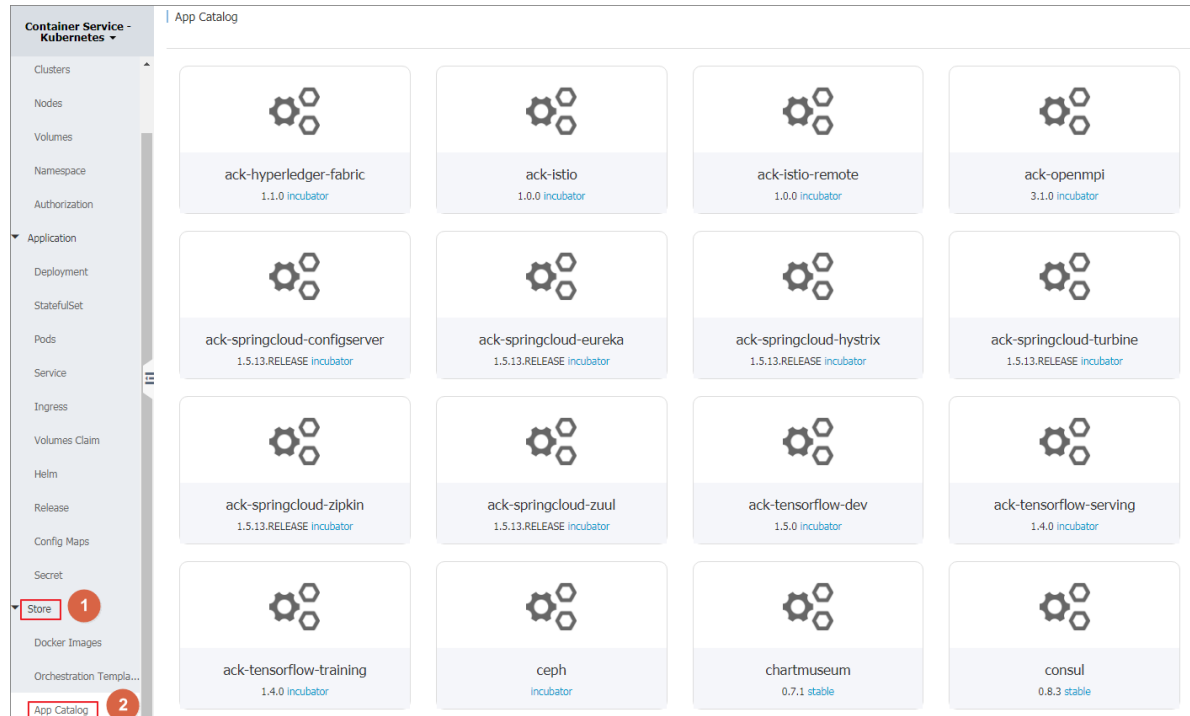 Container Service -
Kubernetes
Clusters
Nodes
Volumes
Namespace
Authorization
Application
Deployment
StatefulSet
Pods
Service
Ingress
Volumes Claim
Helm
Release
Config Maps
Secret
Store
1
Docker Images
Orchestration Templa...
App Catalog
2
App Catalog
ack-hyperledger-fabric
1.1.0 incubator
ack-istio
1.0.0 incubator
ack-istio-remote
1.0.0 incubator
ack-openmpi
3.1.0 incubator
ack-springcloud-configserver
1.5.13.RELEASE incubator
ack-springcloud-eureka
1.5.13.RELEASE incubator
ack-springcloud-hystrix
1.5.13.RELEASE incubator
ack-springcloud-turbine
1.5.13.RELEASE incubator
ack-springcloud-zipkin
1.5.13.RELEASE incubator
ack-springcloud-zuul
1.5.13.RELEASE incubator
ack-tensorflow-dev
1.5.0 incubator
ack-tensorflow-serving
1.4.0 incubator
ack-tensorflow-training
1.4.0 incubator
ceph
incubator
chartmuseum
0.7.1 stable
consul
0.8.3 stable